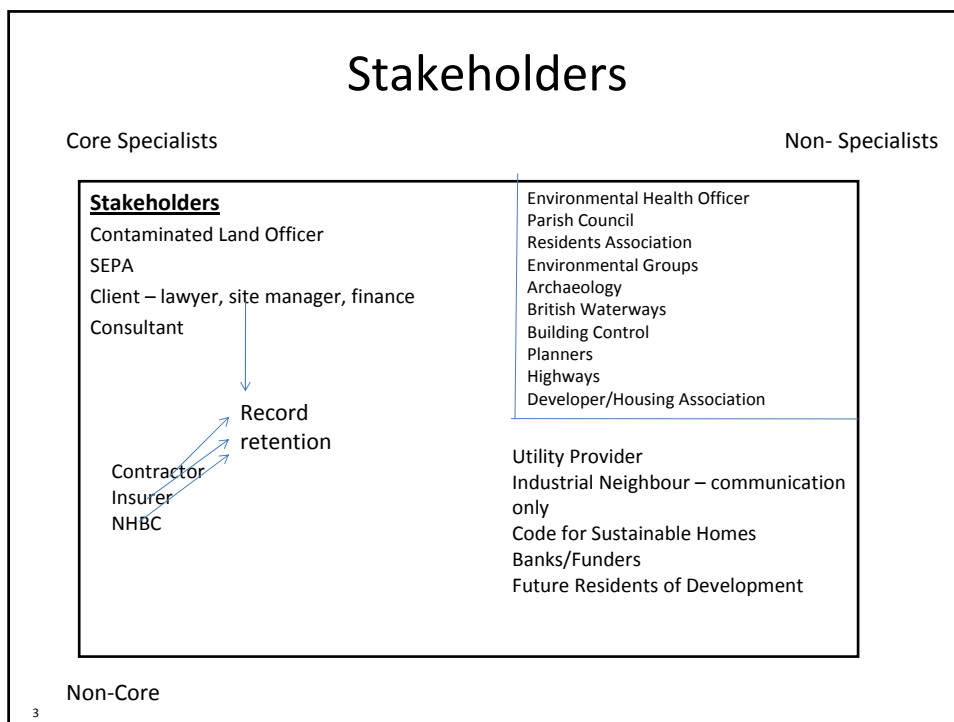 Stakeholders
Core Specialists
Non- Specialists
Stakeholders
Contaminated Land Officer
SEPA
Client – lawyer, site manager, finance
Consultant
Record
retention
Contractor
Insurer
NHBC
Environmental Health Officer
Parish Council
Residents Association
Environmental Groups
Archaeology
British Waterways
Building Control
Planners
Highways
Developer/Housing Association
Utility Provider
Industrial Neighbour – communication
only
Code for Sustainable Homes
Banks/Funders
Future Residents of Development
Non-Core
3